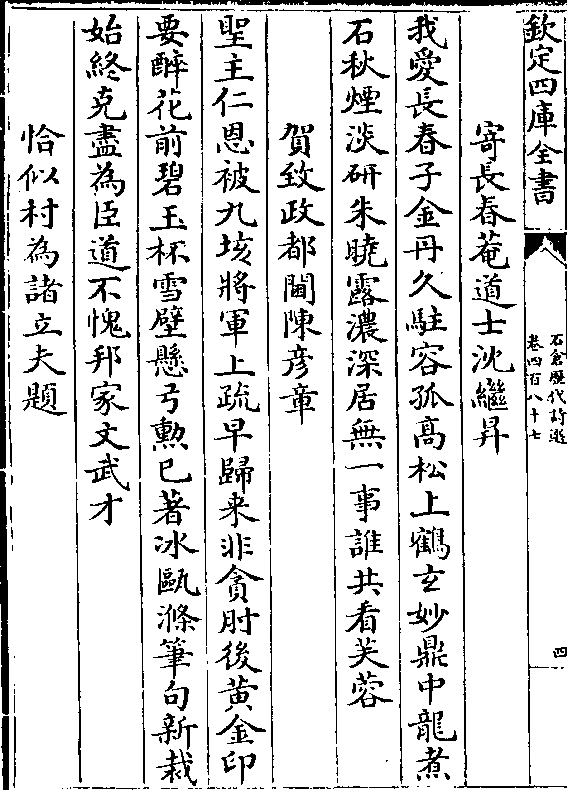 欽定四庫全書
石倉歷代詩選
卷四百八十七
四
寄長春菴道士沈繼昇
我愛長春子金丹久駐容孤高松上鶴玄妙鼎中龍煮
石秋煙淡研朱曉露濃深居無一事誰共看芙蓉
賀致政都閫陳彦章
聖主仁恩被九垓將軍上疏早歸来非貪肘後黄金印
要醉花前碧玉杯雪壁懸弓勲已著冰甌滌筆句新裁
始終克盡為臣道不愧邦家文武才
恰似村為諸立夫題